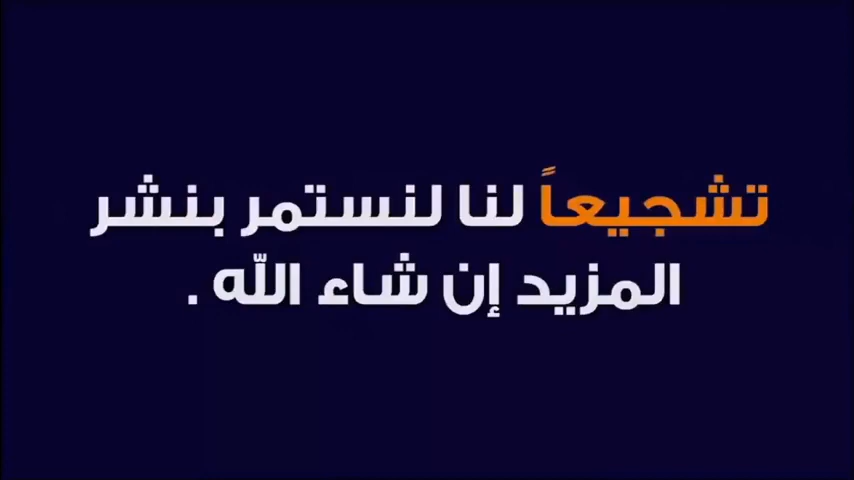 تشجيعاً لنا لنستمر بنشر
المزيد إن شاء الله .